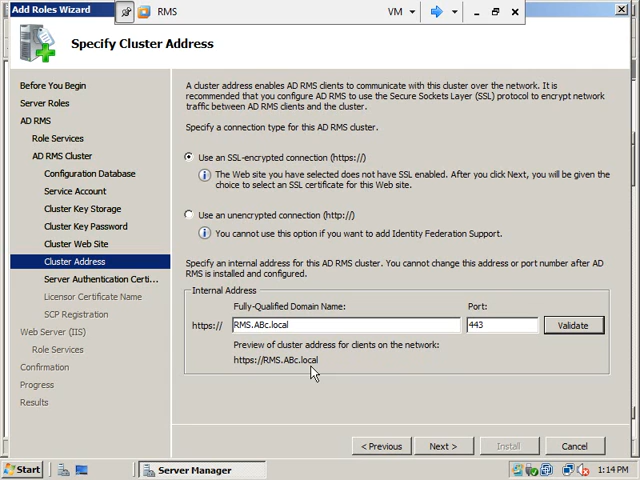 Add Roles Wizard
RMS
VM
Specify Cluster Address
Before You Begin
Server Roles
AD RMS
Role Services
AD RMS Cluster
Configuration Database
Service Account
Cluster Key Storage
Cluster Key Password
Cluster Web Site
Cluster Address
Server Authentication Certi...
Licensor Certificate Name
SCP Registration
Web Server (IIS)
Role Services
Confirmation
Progress
Results
A cluster address enables AD RMS clients to communicate with this cluster over the network. It is
recommended that you configure AD RMS to use the Secure Sockets Layer (SSL) protocol to encrypt network
traffic between AD RMS clients and the cluster.
Specify a connection type for this AD RMS cluster.
Use an SSL-encrypted connection (https://)
The Web site you have selected does not have SSL enabled. After you click Next, you will be given the
choice to select an SSL certificate for this Web site.
Use an unencrypted connection (http://)
You cannot use this option if you want to add Identity Federation Support.
Specify an internal address for this AD RMS cluster. You cannot change this address or port number after AD
RMS is installed and configured.
Internal Address
Fully-Qualified Domain Name: Port:
https:// RMS.ABc.local 443 Validate
Preview of cluster address for clients on the network:
https://RMS.ABc.local
< Previous Next > Install Cancel
Start Server Manager 1:14 PM